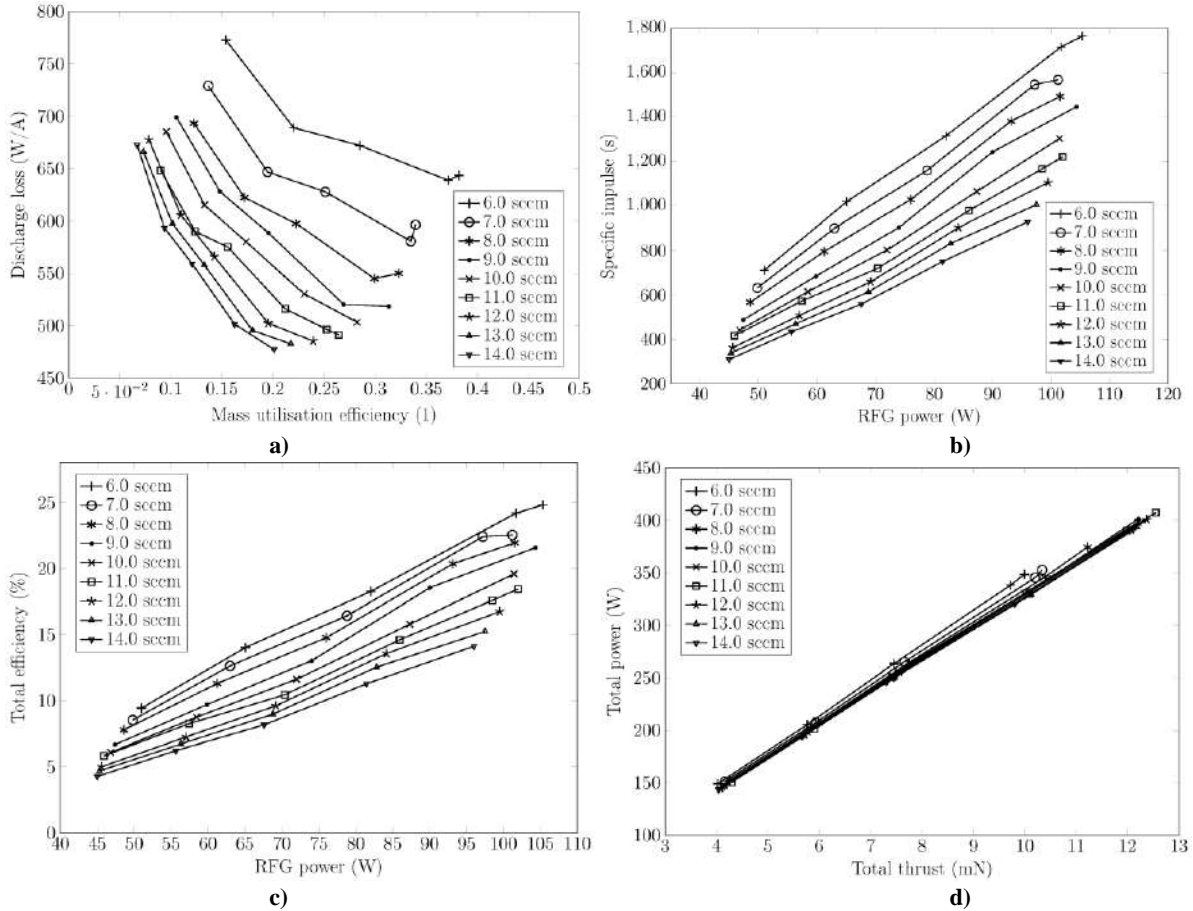 800
750
700
650
600
550
500
450
Discharge loss (W/A)
0
5 · 10−2
0.1
0.15
0.2
0.25
0.3
0.35
0.4
0.45
0.5
Mass utilisation efficiency (1)
6.0 sccm
7.0 sccm
8.0 sccm
9.0 sccm
10.0 sccm
11.0 sccm
12.0 sccm
13.0 sccm
14.0 sccm
a)
1.800
1.600
1.400
1.200
1.000
800
600
400
200
Specific impulse (s)
40
50
60
70
80
90
100
110
120
RFG power (W)
6.0 sccm
7.0 sccm
8.0 sccm
9.0 sccm
10.0 sccm
11.0 sccm
12.0 sccm
13.0 sccm
14.0 sccm
b)
25
20
15
10
5
0
Total efficiency (%)
40
45
50
55
60
65
70
75
80
85
90
95
100
105
110
RFG power (W)
6.0 sccm
7.0 sccm
8.0 sccm
9.0 sccm
10.0 sccm
11.0 sccm
12.0 sccm
13.0 sccm
14.0 sccm
c)
450
400
350
300
250
200
150
100
Total power (W)
3
4
5
6
7
8
9
10
11
12
13
Total thrust (mN)
6.0 sccm
7.0 sccm
8.0 sccm
9.0 sccm
10.0 sccm
11.0 sccm
12.0 sccm
13.0 sccm
14.0 sccm
d)